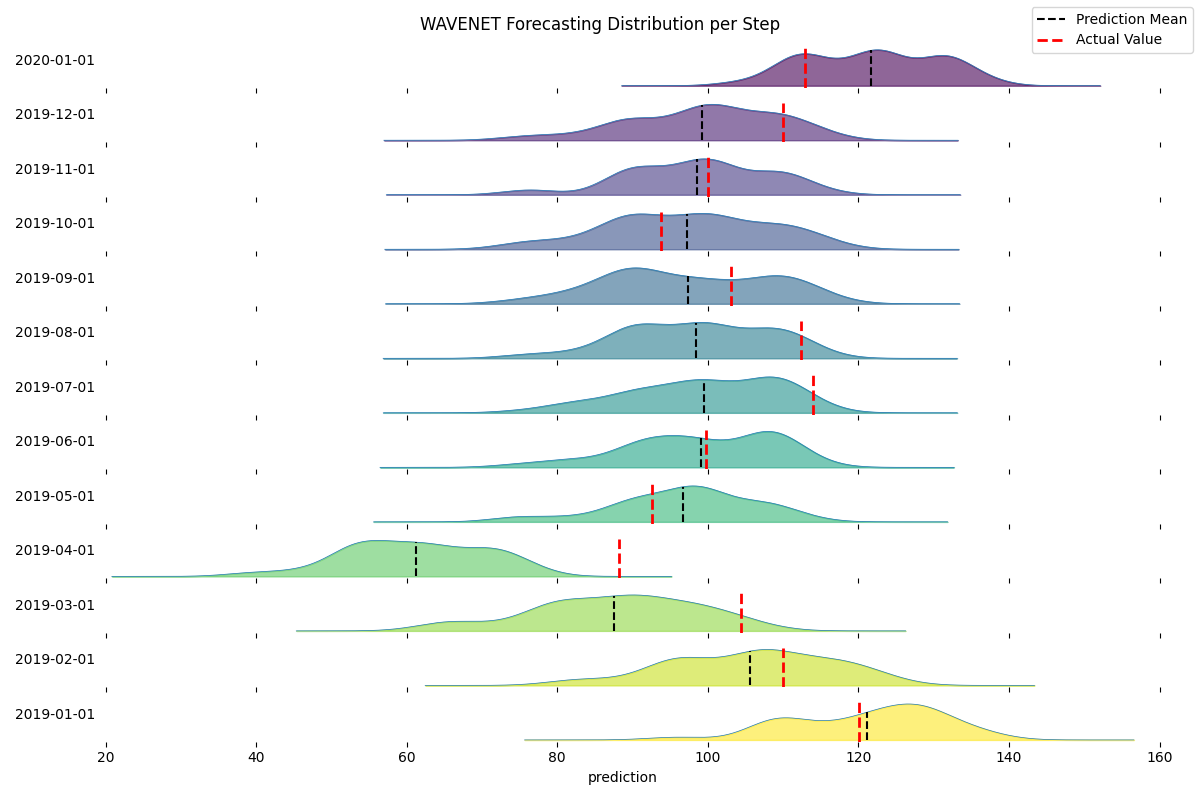 WAVENET Forecasting Distribution per Step
Prediction Mean
Actual Value
2020-01-01
2019-12-01
2019-11-01
2019-10-01
2019-09-01
2019-08-01
2019-07-01
2019-06-01
2019-05-01
2019-04-01
2019-03-01
2019-02-01
2019-01-01
20 40 60 80 100 120 140 160
prediction